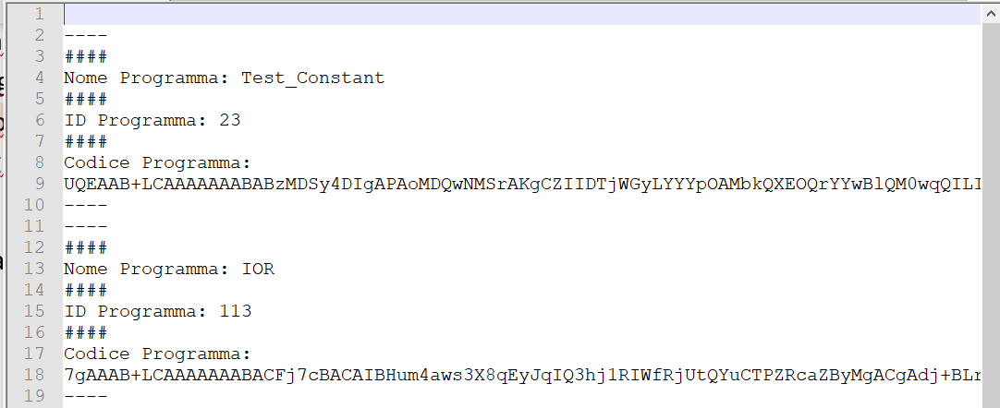 1
2 ----
3 ####
4 Nome Programma: Test_Constant
5 ####
6 ID Programma: 23
7 ####
8 Codice Programma:
9 UQEAAB+LCAAAAAAABABzMDSy4DIgAPAoMDQwNMSrAKgCZIIDTjWGyLYYYpOAMbkQXEOQrYYwBlQM0wqQILI
10 ----
11 ----
12 ####
13 Nome Programma: IOR
14 ####
15 ID Programma: 113
16 ####
17 Codice Programma:
18 7gAAAB+LCAAAAAAABACFj7cBACAIBHum4aws3X8qEyJqIQ3hj1RIWfRjUtQYuCTPZRcaZByMgACgAdj+BLr
19 ----